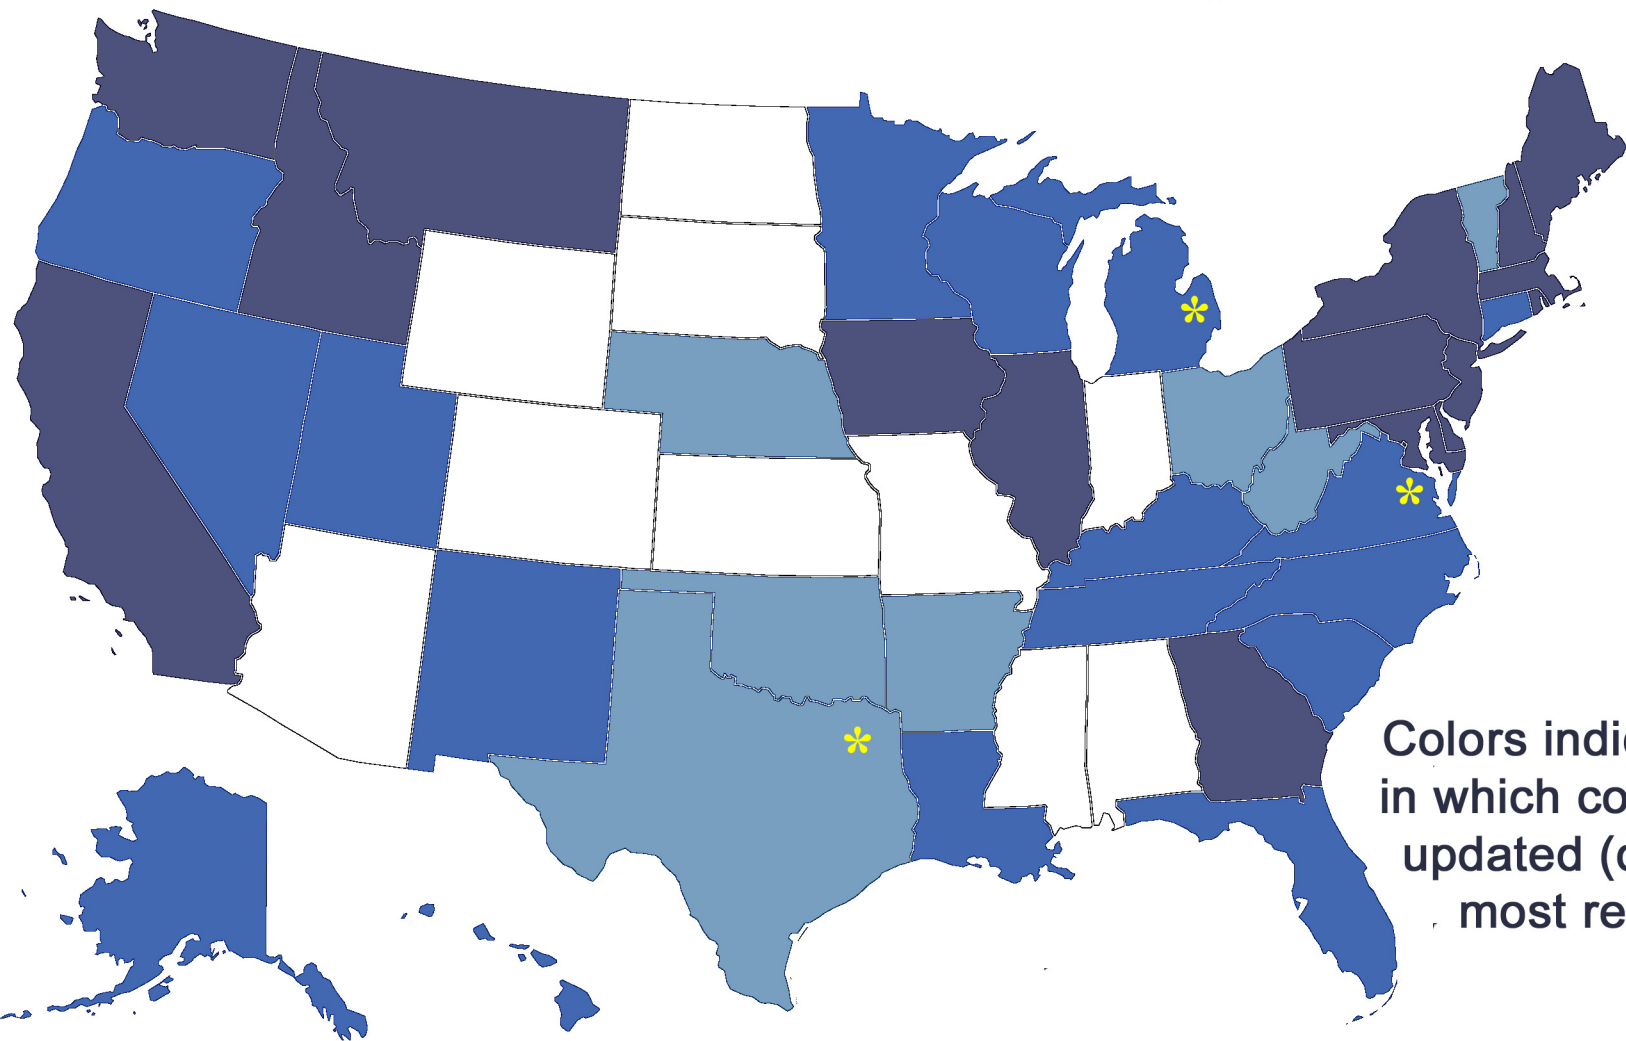 Colors indi
in which co
updated (
most re